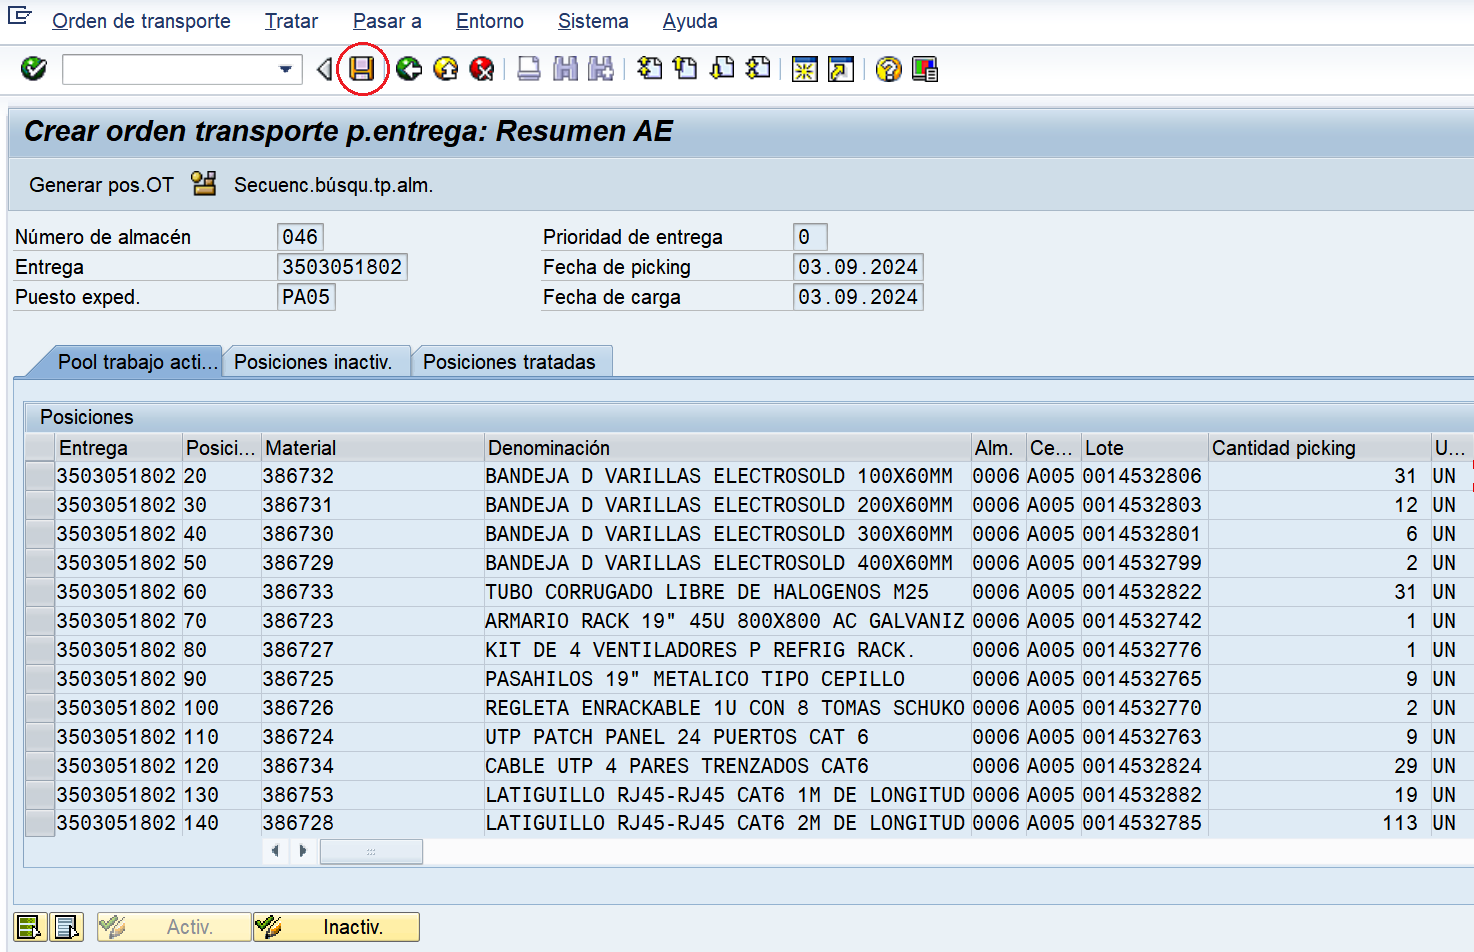 Orden de transporte Tratar Pasar a Entorno Sistema Ayuda
Crear orden transporte p.entrega: Resumen AE
Generar pos.OT Secuenc.búsqu.tp.alm.
Número de almacén 046 Prioridad de entrega 0
Entrega 3503051802 Fecha de picking 03.09.2024
Puesto exped. PA05 Fecha de carga 03.09.2024
Pool trabajo acti... Posiciones inactiv. Posiciones tratadas
Posiciones
Entrega Posici... Material Denominación Alm. Ce... Lote Cantidad picking U...
3503051802 20 386732 BANDEJA D VARILLAS ELECTROSOLD 100X60MM 0006 A005 0014532806 31 UN
3503051802 30 386731 BANDEJA D VARILLAS ELECTROSOLD 200X60MM 0006 A005 0014532803 12 UN
3503051802 40 386730 BANDEJA D VARILLAS ELECTROSOLD 300X60MM 0006 A005 0014532801 6 UN
3503051802 50 386729 BANDEJA D VARILLAS ELECTROSOLD 400X60MM 0006 A005 0014532799 2 UN
3503051802 60 386733 TUBO CORRUGADO LIBRE DE HALOGENOS M25 0006 A005 0014532822 31 UN
3503051802 70 386723 ARMARIO RACK 19" 45U 800X800 AC GALVANIZ 0006 A005 0014532742 1 UN
3503051802 80 386727 KIT DE 4 VENTILADORES P REFRIG RACK. 0006 A005 0014532776 1 UN
3503051802 90 386725 PASAHILOS 19" METALICO TIPO CEPILLO 0006 A005 0014532765 9 UN
3503051802 100 386726 REGLETA ENRACKABLE 1U CON 8 TOMAS SCHUKO 0006 A005 0014532770 2 UN
3503051802 110 386724 UTP PATCH PANEL 24 PUERTOS CAT 6 0006 A005 0014532763 9 UN
3503051802 120 386734 CABLE UTP 4 PARES TRENZADOS CAT6 0006 A005 0014532824 29 UN
3503051802 130 386753 LATIGUILLO RJ45-RJ45 CAT6 1M DE LONGITUD 0006 A005 0014532882 19 UN
3503051802 140 386728 LATIGUILLO RJ45-RJ45 CAT6 2M DE LONGITUD 0006 A005 0014532785 113 UN
Activ. Inactiv.